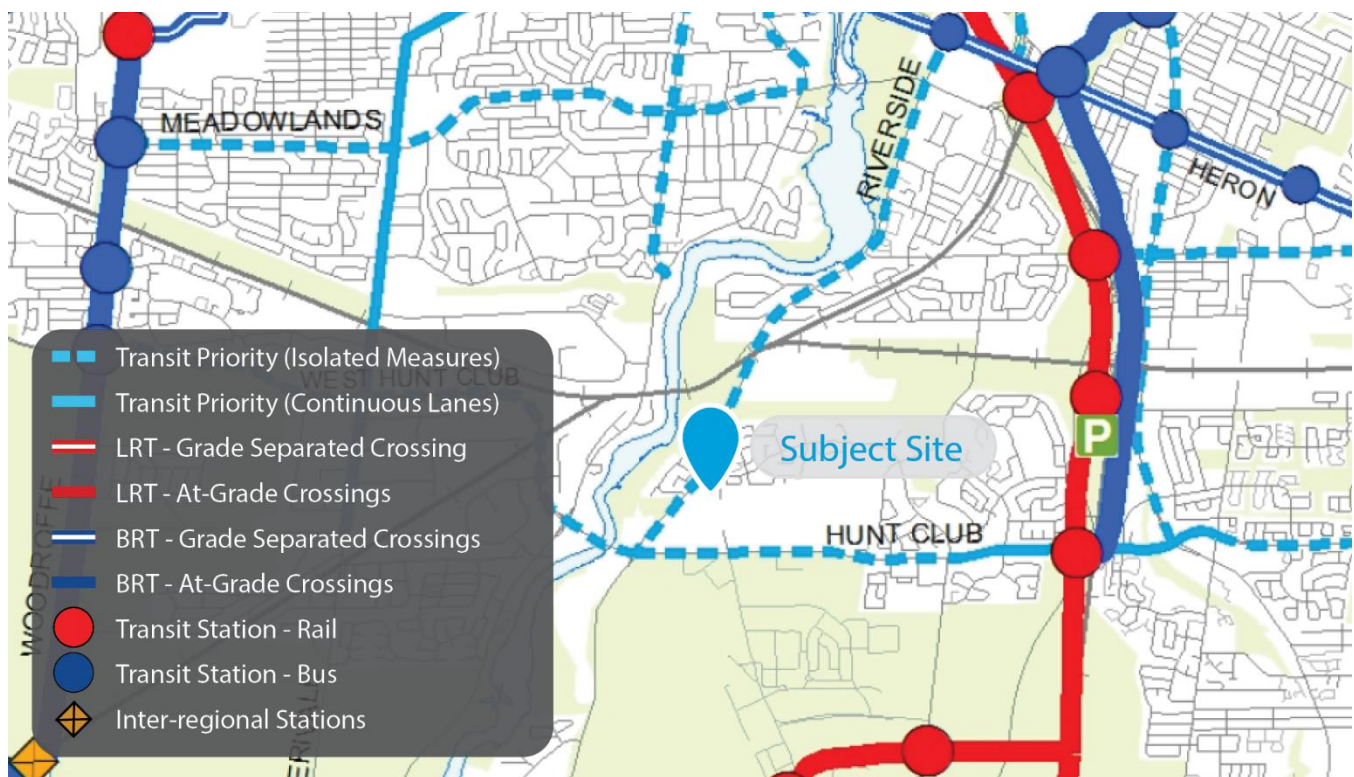 MEADOWLANDS
RIVERSIDE
HERON
Transit Priority (Isolated Measures)
WEST HUNT CLUB
Transit Priority (Continuous Lanes)
LRT - Grade Separated Crossing
P
Subject Site
LRT - At-Grade Crossings
BRT - Grade Separated Crossings
HUNT CLUB
BRT - At-Grade Crossings
WOODROFFE
Transit Station - Rail
Transit Station - Bus
Inter-regional Stations